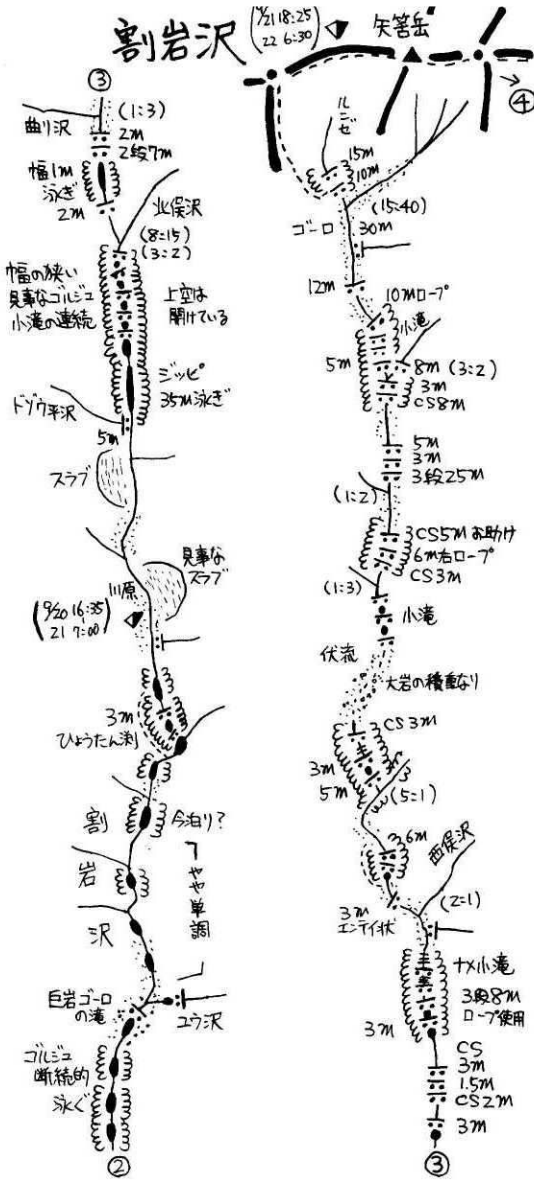 割岩沢
9/21 18:25
22 6:30
矢筈岳
④
③
(1:3)
曲り沢
2m
2段7m
幅1m
泳ぎ
2m
北俣沢
(8:15)
(3:2)
幅の狭い
見事なゴルジュ
小滝の連続
上空は
開けている
ジッピ
35m泳ぎ
ドゾウ平沢
5m
スラブ
見事な
スラブ
川原
9/20 16:35
21 7:00
3m
ひょうたん渕
割
岩
沢
今泊り?
やや単調
巨岩ゴーロ
の滝
ユウ沢
ゴルジュ
断続的
泳ぐ
②
ルンゼ
15m
10m
(15:40)
ゴーロ
30m
12m
10mロープ
小滝
5m
8m (3:2)
3m
CS8m
5m
3m
3段25m
(1:2)
3CS5mお助け
6m右ロープ
CS3m
(1:3)
小滝
伏流
大岩の積重なり
CS3m
3m
5m
(5:1)
6m
西俣沢
3m
エンテイ状
(2:1)
ナメ小滝
3段8m
ロープ使用
3m
CS
3m
1.5m
CS2m
3m
③